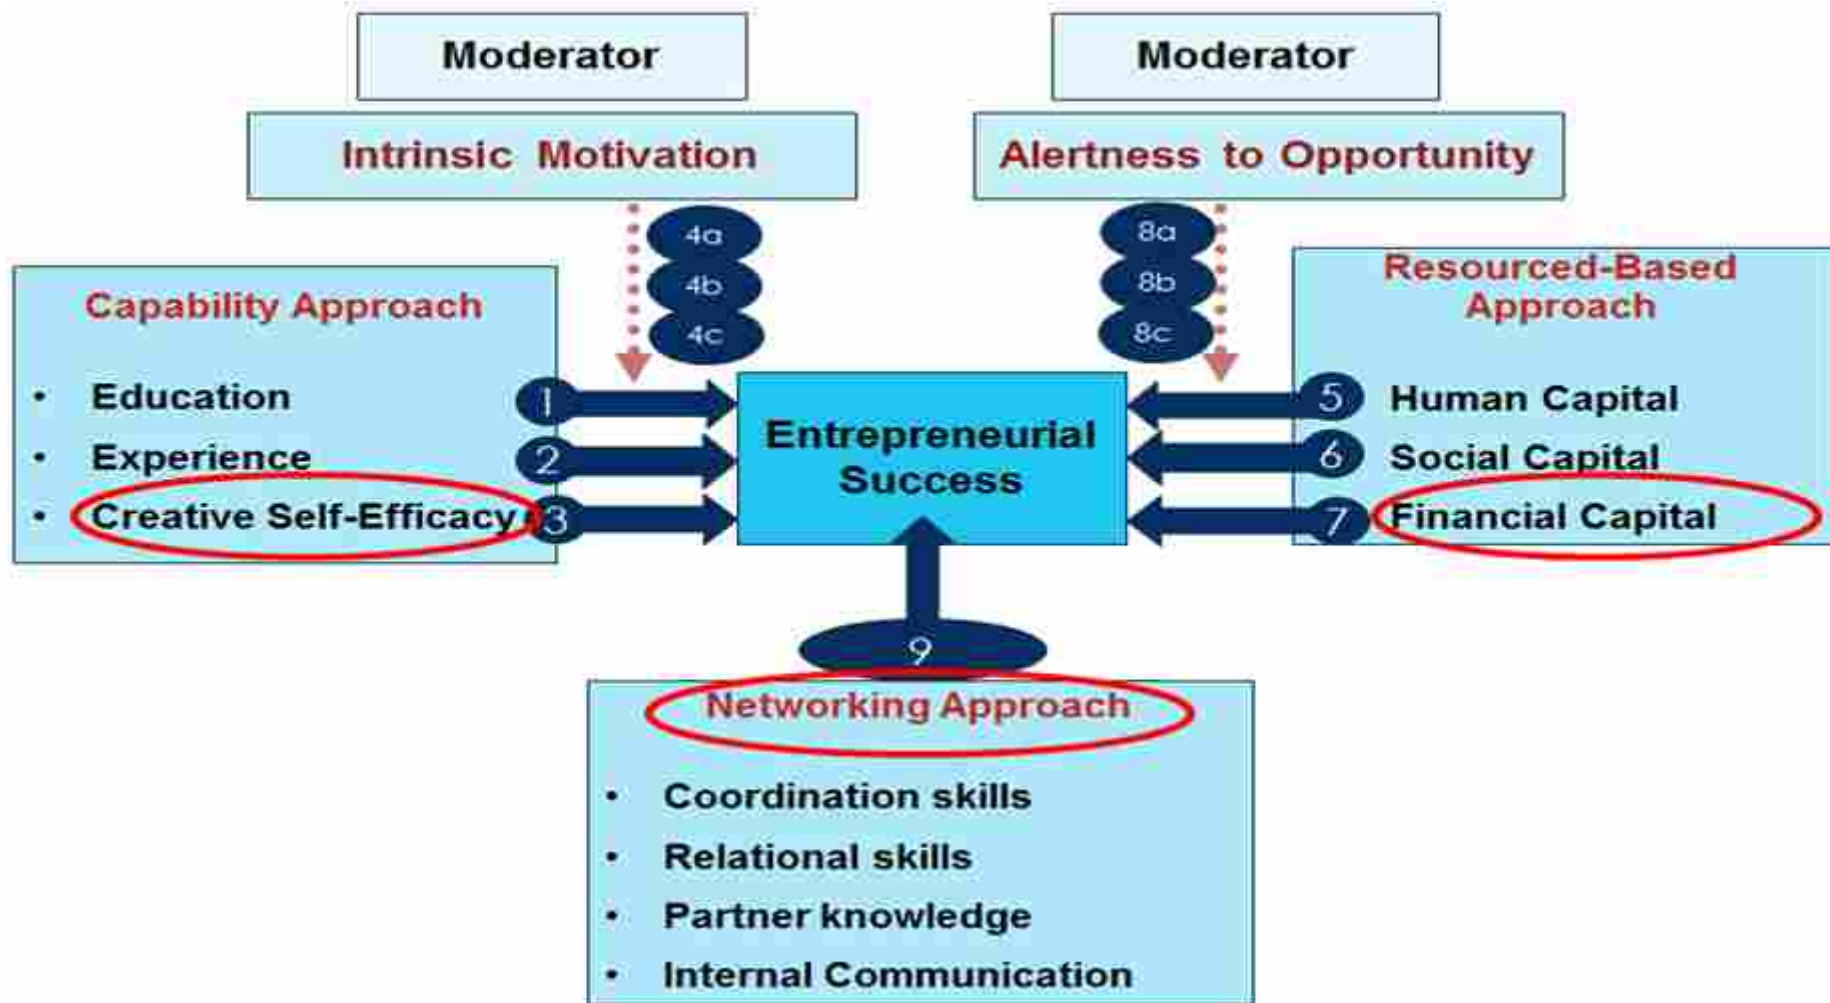 Moderator
Moderator
Intrinsic Motivation
Alertness to Opportunity
4a
4b
4c
8a
8b
8c
Capability Approach
• Education
• Experience
• Creative Self-Efficacy
1
2
3
Entrepreneurial
Success
Resourced-Based
Approach
5
6
7
Human Capital
Social Capital
Financial Capital
9
Networking Approach
• Coordination skills
• Relational skills
• Partner knowledge
• Internal Communication